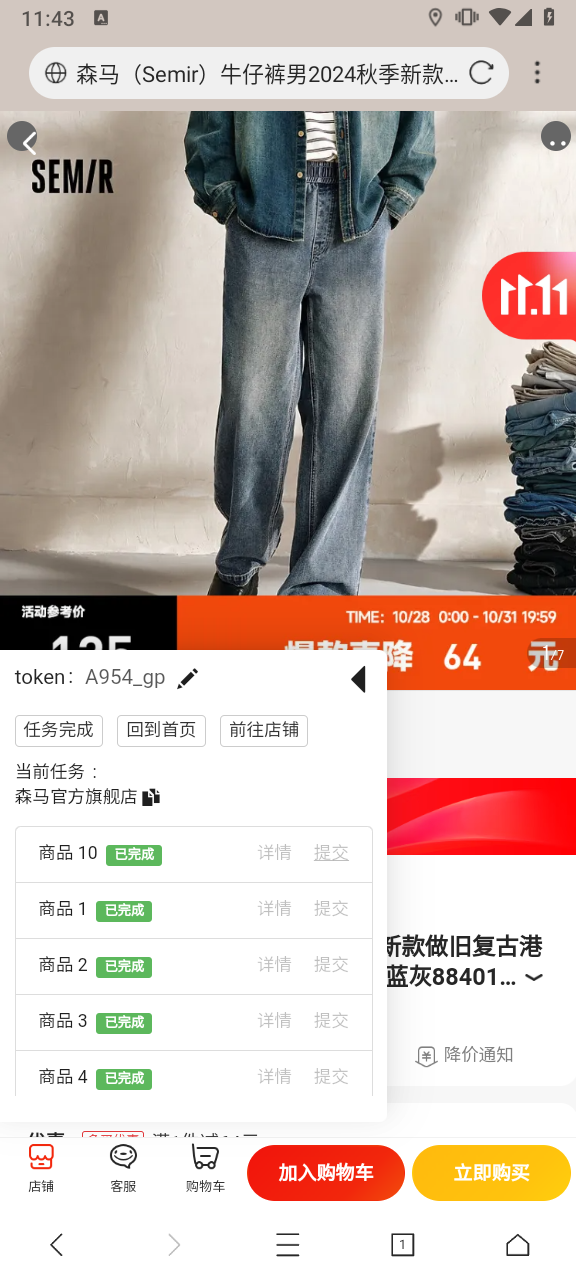 11:43
森马（Semir）牛仔裤男2024秋季新款...
SEMIR
11.11
活动参考价
TIME: 10/28 0:00 - 10/31 19:59
64 元
token: A954_gp
任务完成 回到首页 前往店铺
当前任务：
森马官方旗舰店
商品 10 已完成 详情 提交
商品 1 已完成 详情 提交
商品 2 已完成 详情 提交
商品 3 已完成 详情 提交
商品 4 已完成 详情 提交
新款做旧复古港
蓝灰88401...
降价通知
店铺 客服 购物车 加入购物车 立即购买
1